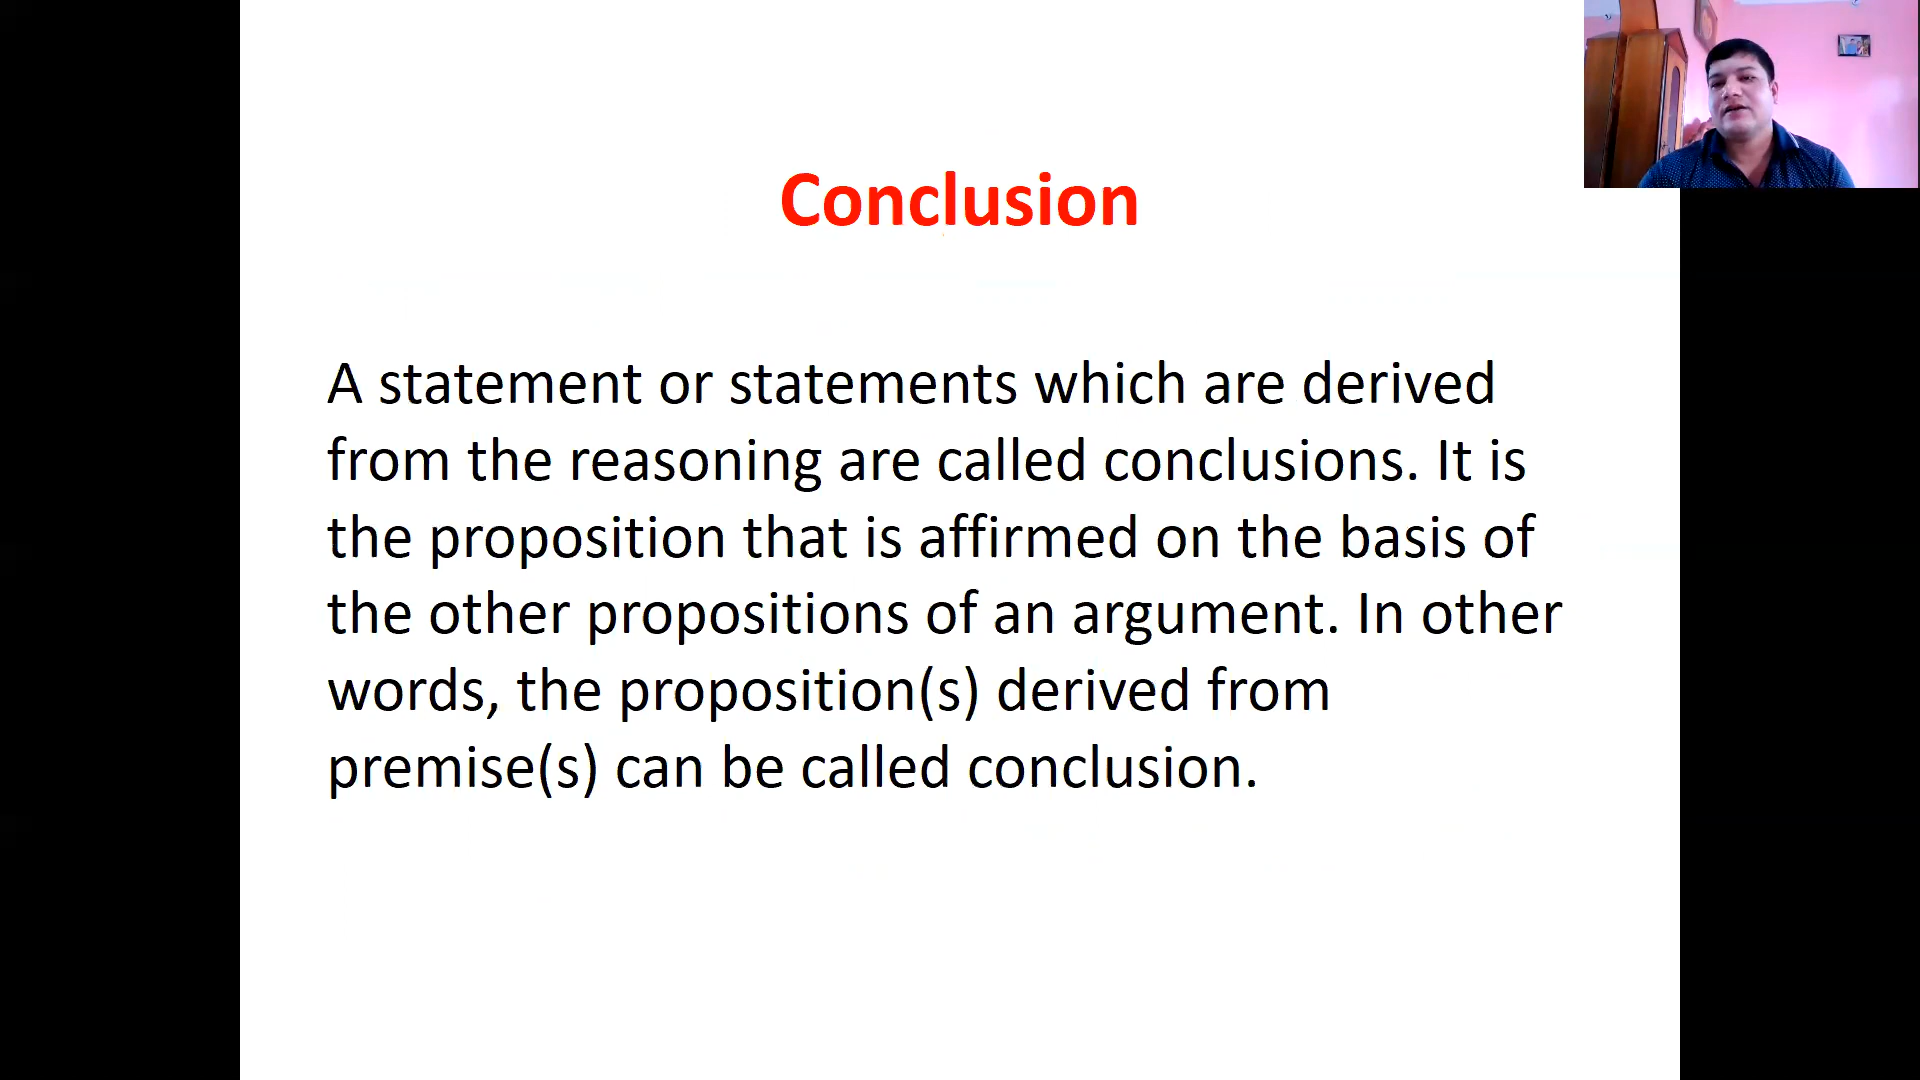 Conclusion
A statement or statements which are derived
from the reasoning are called conclusions. It is
the proposition that is affirmed on the basis of
the other propositions of an argument. In other
words, the proposition(s) derived from
premise(s) can be called conclusion.